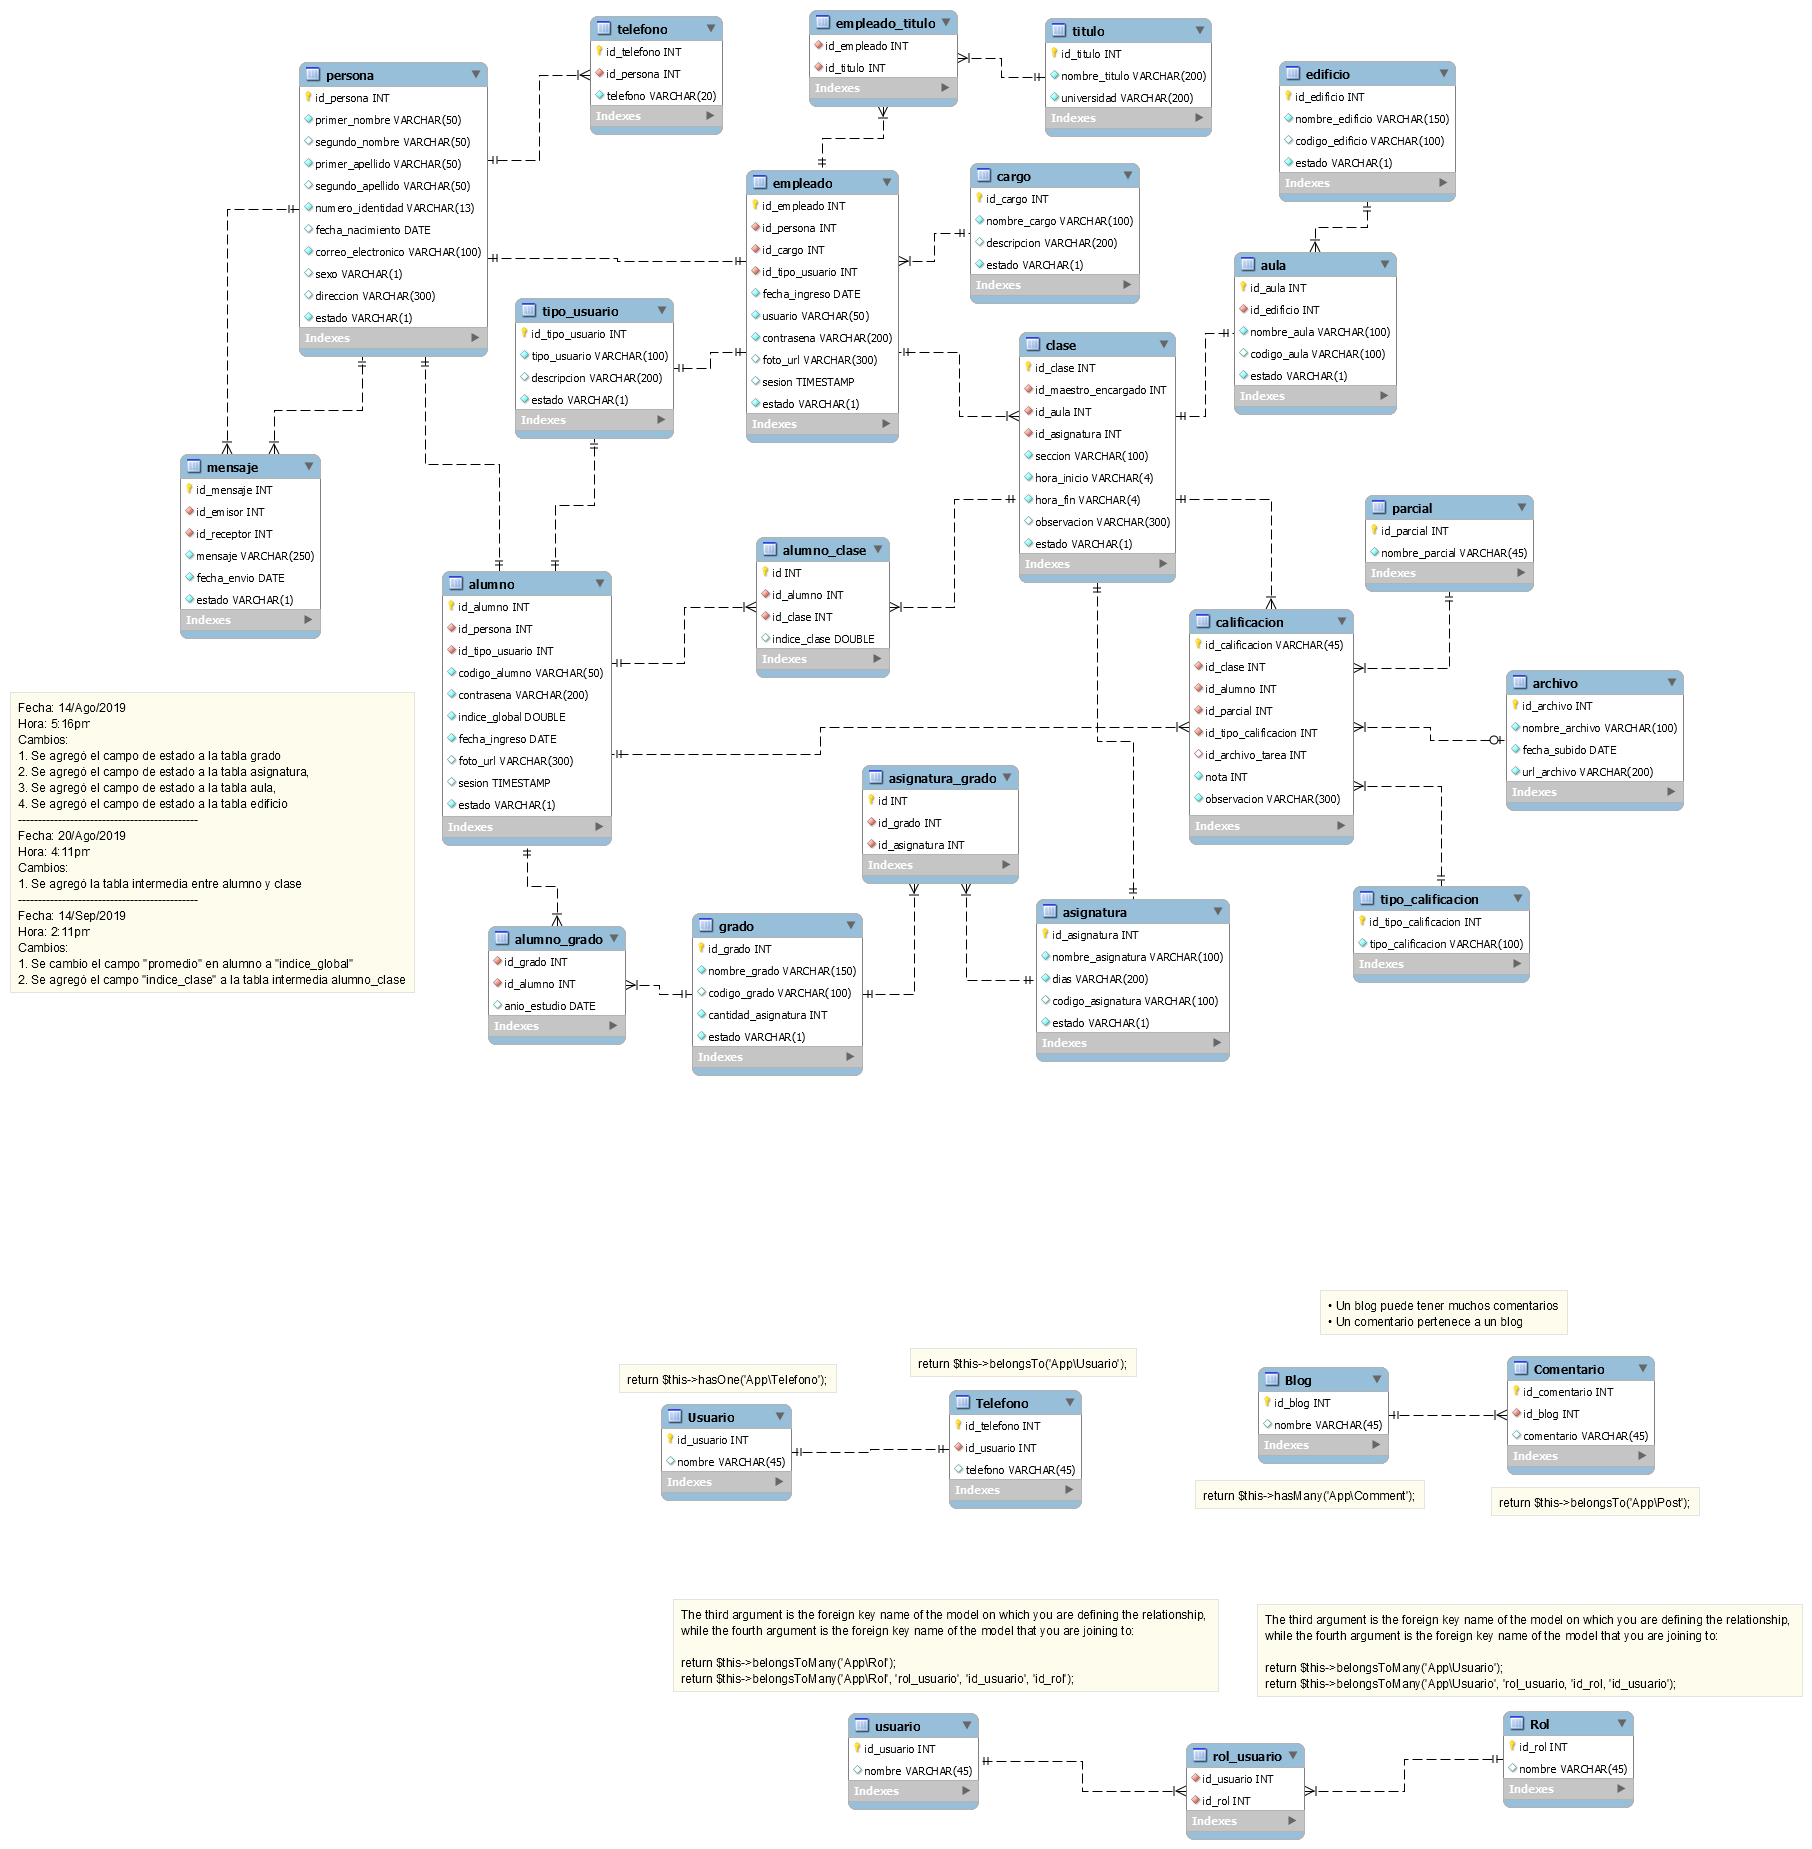 telefono
id_telefono INT
id_persona INT
telefono VARCHAR(20)
Indexes
empleado_titulo
id_empleado INT
id_titulo INT
Indexes
titulo
id_titulo INT
nombre_titulo VARCHAR(200)
universidad VARCHAR(200)
Indexes
persona
id_persona INT
primer_nombre VARCHAR(50)
segundo_nombre VARCHAR(50)
primer_apellido VARCHAR(50)
segundo_apellido VARCHAR(50)
numero_identidad VARCHAR(13)
fecha_nacimiento DATE
correo_electronico VARCHAR(100)
sexo VARCHAR(1)
direccion VARCHAR(300)
estado VARCHAR(1)
Indexes
edificio
id_edificio INT
nombre_edificio VARCHAR(150)
codigo_edificio VARCHAR(100)
estado VARCHAR(1)
Indexes
empleado
id_empleado INT
id_persona INT
id_cargo INT
id_tipo_usuario INT
fecha_ingreso DATE
usuario VARCHAR(50)
contrasena VARCHAR(200)
foto_url VARCHAR(300)
sesion TIMESTAMP
estado VARCHAR(1)
Indexes
cargo
id_cargo INT
nombre_cargo VARCHAR(100)
descripcion VARCHAR(200)
estado VARCHAR(1)
Indexes
aula
id_aula INT
id_edificio INT
nombre_aula VARCHAR(100)
codigo_aula VARCHAR(100)
estado VARCHAR(1)
Indexes
tipo_usuario
id_tipo_usuario INT
tipo_usuario VARCHAR(100)
descripcion VARCHAR(200)
estado VARCHAR(1)
Indexes
clase
id_clase INT
id_maestro_encargado INT
id_aula INT
id_asignatura INT
seccion VARCHAR(100)
hora_inicio VARCHAR(4)
hora_fin VARCHAR(4)
observacion VARCHAR(300)
estado VARCHAR(1)
Indexes
mensaje
id_mensaje INT
id_emisor INT
id_receptor INT
mensaje VARCHAR(250)
fecha_envio DATE
estado VARCHAR(1)
Indexes
parcial
id_parcial INT
nombre_parcial VARCHAR(45)
Indexes
alumno_clase
id INT
id_alumno INT
id_clase INT
indice_clase DOUBLE
Indexes
alumno
id_alumno INT
id_persona INT
id_tipo_usuario INT
codigo_alumno VARCHAR(50)
contrasena VARCHAR(200)
indice_global DOUBLE
fecha_ingreso DATE
foto_url VARCHAR(300)
sesion TIMESTAMP
estado VARCHAR(1)
Indexes
calificacion
id_calificacion VARCHAR(45)
id_clase INT
id_alumno INT
id_parcial INT
id_tipo_calificacion INT
id_archivo_tarea INT
nota INT
observacion VARCHAR(300)
Indexes
archivo
id_archivo INT
nombre_archivo VARCHAR(100)
fecha_subido DATE
url_archivo VARCHAR(200)
Indexes
Fecha: 14/Ago/2019
Hora: 5:16pm
Cambios:
1. Se agregó el campo de estado a la tabla grado
2. Se agregó el campo de estado a la tabla asignatura,
3. Se agregó el campo de estado a la tabla aula,
4. Se agregó el campo de estado a la tabla edificio
---------------------------------------------
Fecha: 20/Ago/2019
Hora: 4:11pm
Cambios:
1. Se agregó la tabla intermedia entre alumno y clase
---------------------------------------------
Fecha: 14/Sep/2019
Hora: 2:11pm
Cambios:
1. Se cambio el campo "promedio" en alumno a "indice_global"
2. Se agregó el campo "indice_clase" a la tabla intermedia alumno_clase
asignatura_grado
id INT
id_grado INT
id_asignatura INT
Indexes
tipo_calificacion
id_tipo_calificacion INT
tipo_calificacion VARCHAR(100)
Indexes
alumno_grado
id_grado INT
id_alumno INT
anio_estudio DATE
Indexes
grado
id_grado INT
nombre_grado VARCHAR(150)
codigo_grado VARCHAR(100)
cantidad_asignatura INT
estado VARCHAR(1)
Indexes
asignatura
id_asignatura INT
nombre_asignatura VARCHAR(100)
dias VARCHAR(200)
codigo_asignatura VARCHAR(100)
estado VARCHAR(1)
Indexes
• Un blog puede tener muchos comentarios
• Un comentario pertenece a un blog
return $this->hasOne('App\Telefono');
return $this->belongsTo('App\Usuario');
Usuario
id_usuario INT
nombre VARCHAR(45)
Indexes
Telefono
id_telefono INT
id_usuario INT
telefono VARCHAR(45)
Indexes
Blog
id_blog INT
nombre VARCHAR(45)
Indexes
Comentario
id_comentario INT
id_blog INT
comentario VARCHAR(45)
Indexes
return $this->hasMany('App\Comment');
return $this->belongsTo('App\Post');
The third argument is the foreign key name of the model on which you are defining the relationship,
while the fourth argument is the foreign key name of the model that you are joining to:
return $this->belongsToMany('App\Rol');
return $this->belongsToMany('App\Rol', 'rol_usuario', 'id_usuario', 'id_rol');
The third argument is the foreign key name of the model on which you are defining the relationship,
while the fourth argument is the foreign key name of the model that you are joining to:
return $this->belongsToMany('App\Usuario');
return $this->belongsToMany('App\Usuario', 'rol_usuario, 'id_rol, 'id_usuario');
usuario
id_usuario INT
nombre VARCHAR(45)
Indexes
rol_usuario
id_usuario INT
id_rol INT
Indexes
Rol
id_rol INT
nombre VARCHAR(45)
Indexes